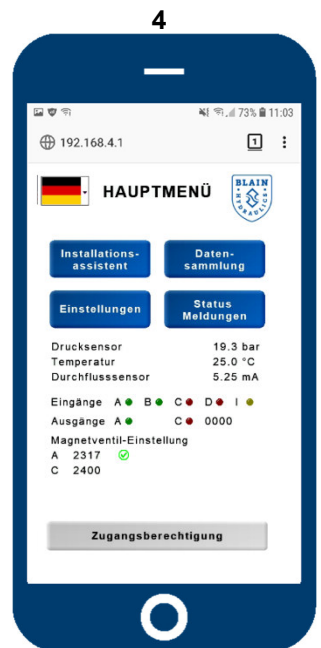 4
73% 11:03
192.168.4.1 1
HAUPTMENÜ
BLAIN
HYDRAULICS
Installations-
assistent
Daten-
sammlung
Einstellungen
Status
Meldungen
Drucksensor 19.3 bar
Temperatur 25.0 °C
Durchflusssensor 5.25 mA
Eingänge A B C D I
Ausgänge A C 0000
Magnetventil-Einstellung
A 2317
C 2400
Zugangsberechtigung